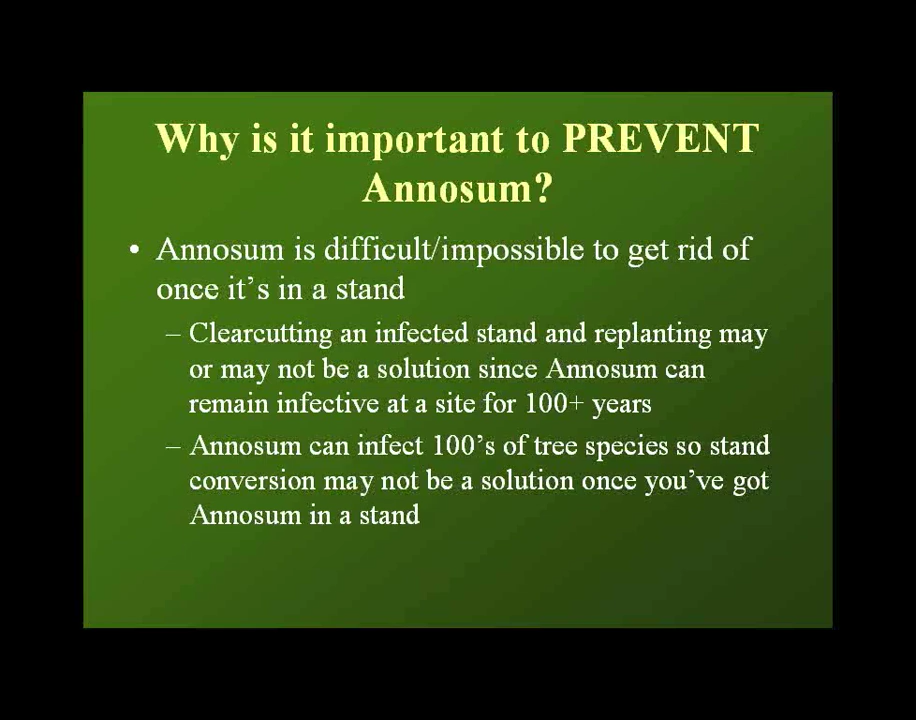 Why is it important to PREVENT
Annosum?
• Annosum is difficult/impossible to get rid of
once it's in a stand
– Clearcutting an infected stand and replanting may
or may not be a solution since Annosum can
remain infective at a site for 100+ years
– Annosum can infect 100's of tree species so stand
conversion may not be a solution once you've got
Annosum in a stand